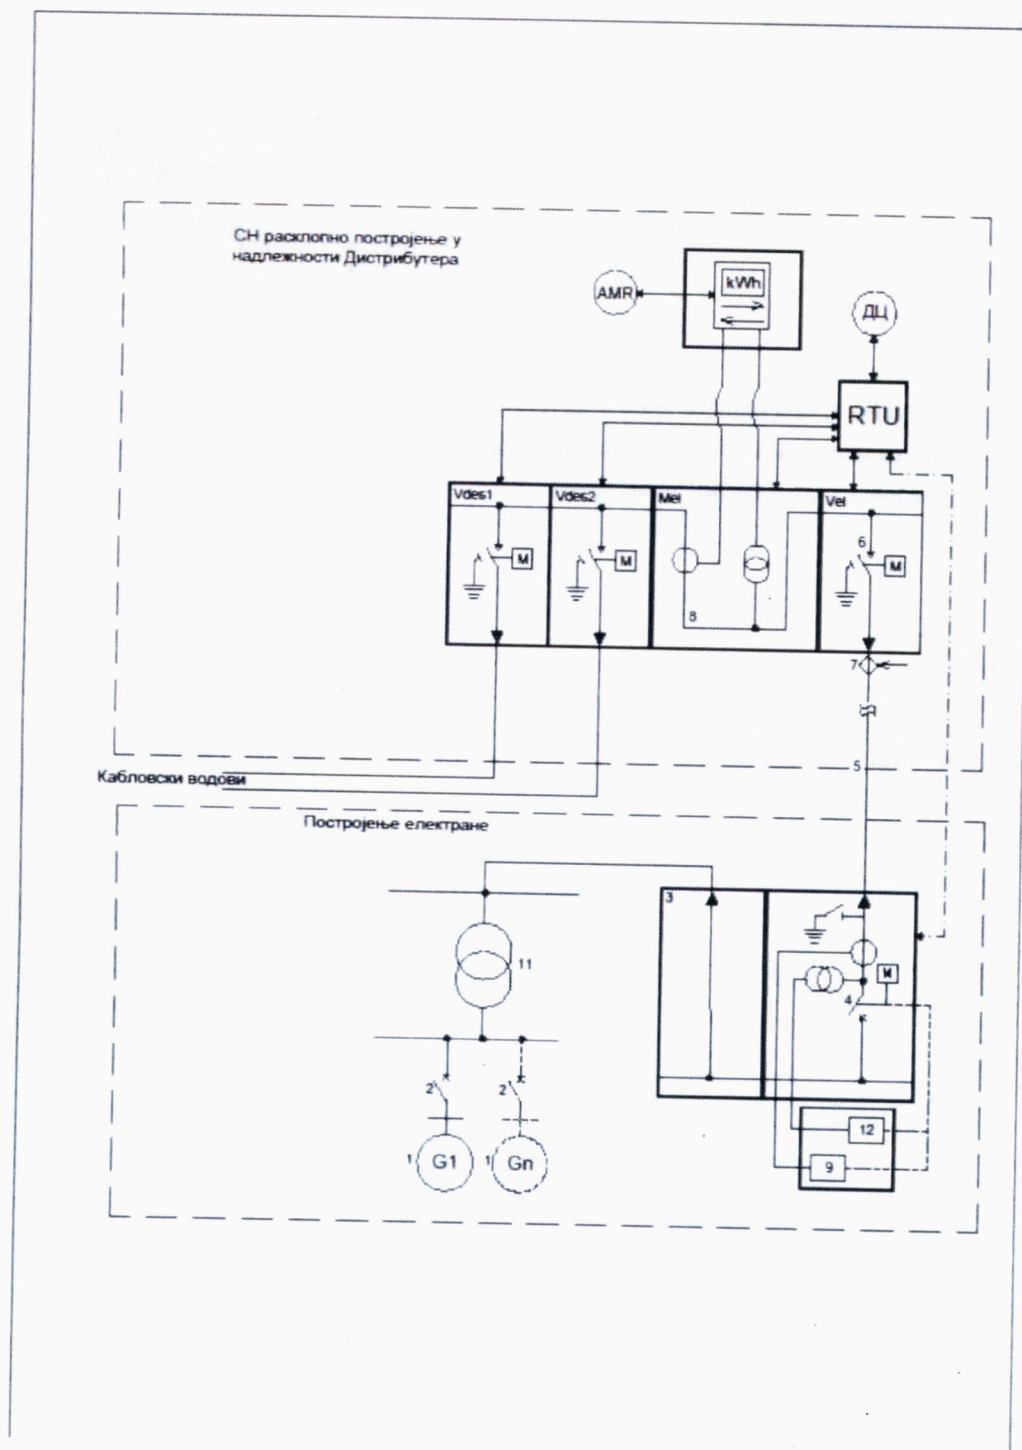 СН расклопно постројење у
надлежности Дистрибутера
AMR
kWh
ДЦ
RTU
Vdes1
Vdes2
Mel
Vel
M
M
6
M
8
7
5
Кабловски водови
Постројење електране
3
11
M
4
2
2
12
1
G1
1
Gn
9